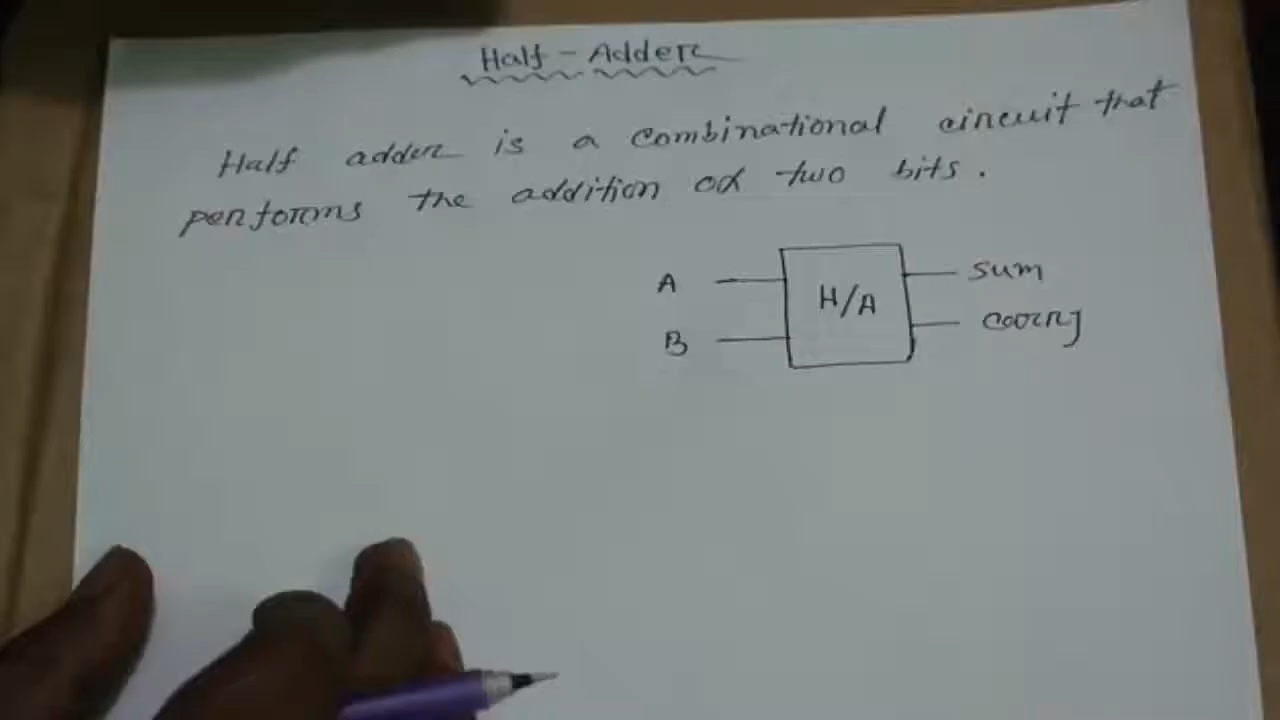 Half - Adder
Half adder is a combinational circuit that
performs the addition of two bits.
A
H/A
sum
B
carry